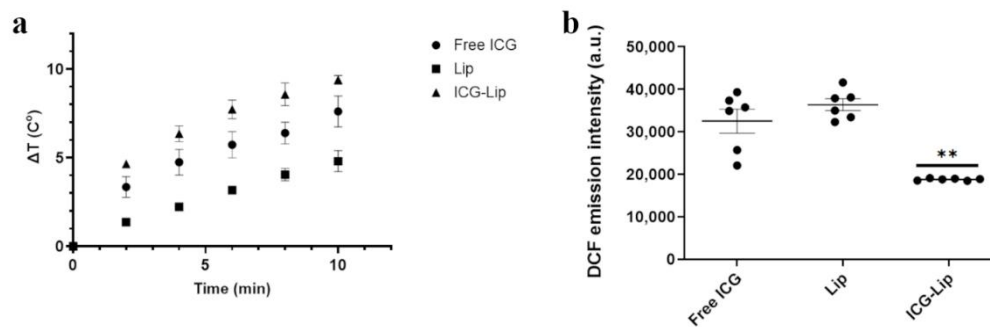 a
ΔT (C°)
10
5
0
0
5
10
Time (min)
Free ICG
Lip
ICG-Lip
b
DCF emission intensity (a.u.)
50,000
40,000
30,000
20,000
10,000
0
**
Free ICG
Lip
ICG-Lip